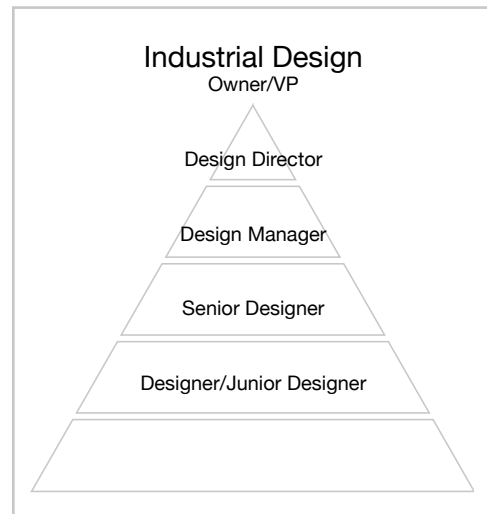 Industrial Design
Owner/VP
Design Director
Design Manager
Senior Designer
Designer/Junior Designer